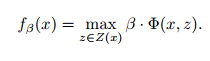 f_β(x) = max_{z∈Z(x)} β · Φ(x, z).